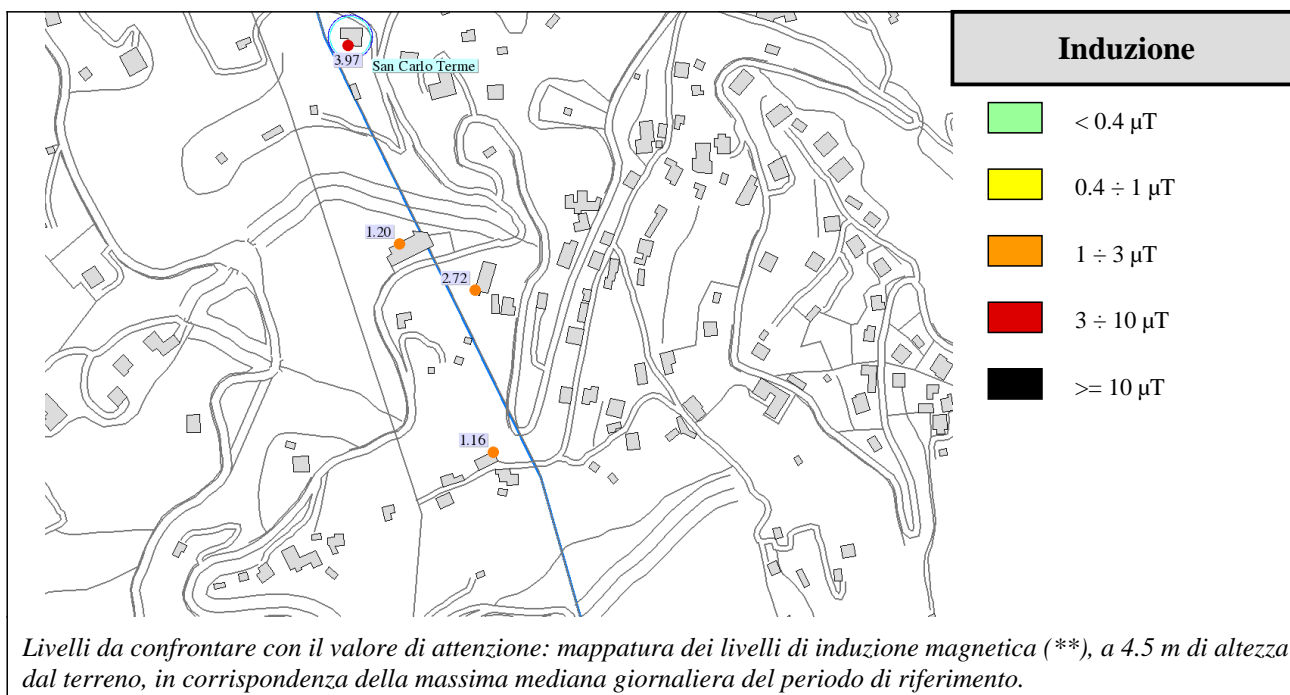 Induzione
3.97
San Carlo Terme
< 0.4 µT
0.4 ÷ 1 µT
1.20
1 ÷ 3 µT
2.72
3 ÷ 10 µT
>= 10 µT
1.16
Livelli da confrontare con il valore di attenzione: mappatura dei livelli di induzione magnetica (**), a 4.5 m di altezza
dal terreno, in corrispondenza della massima mediana giornaliera del periodo di riferimento.